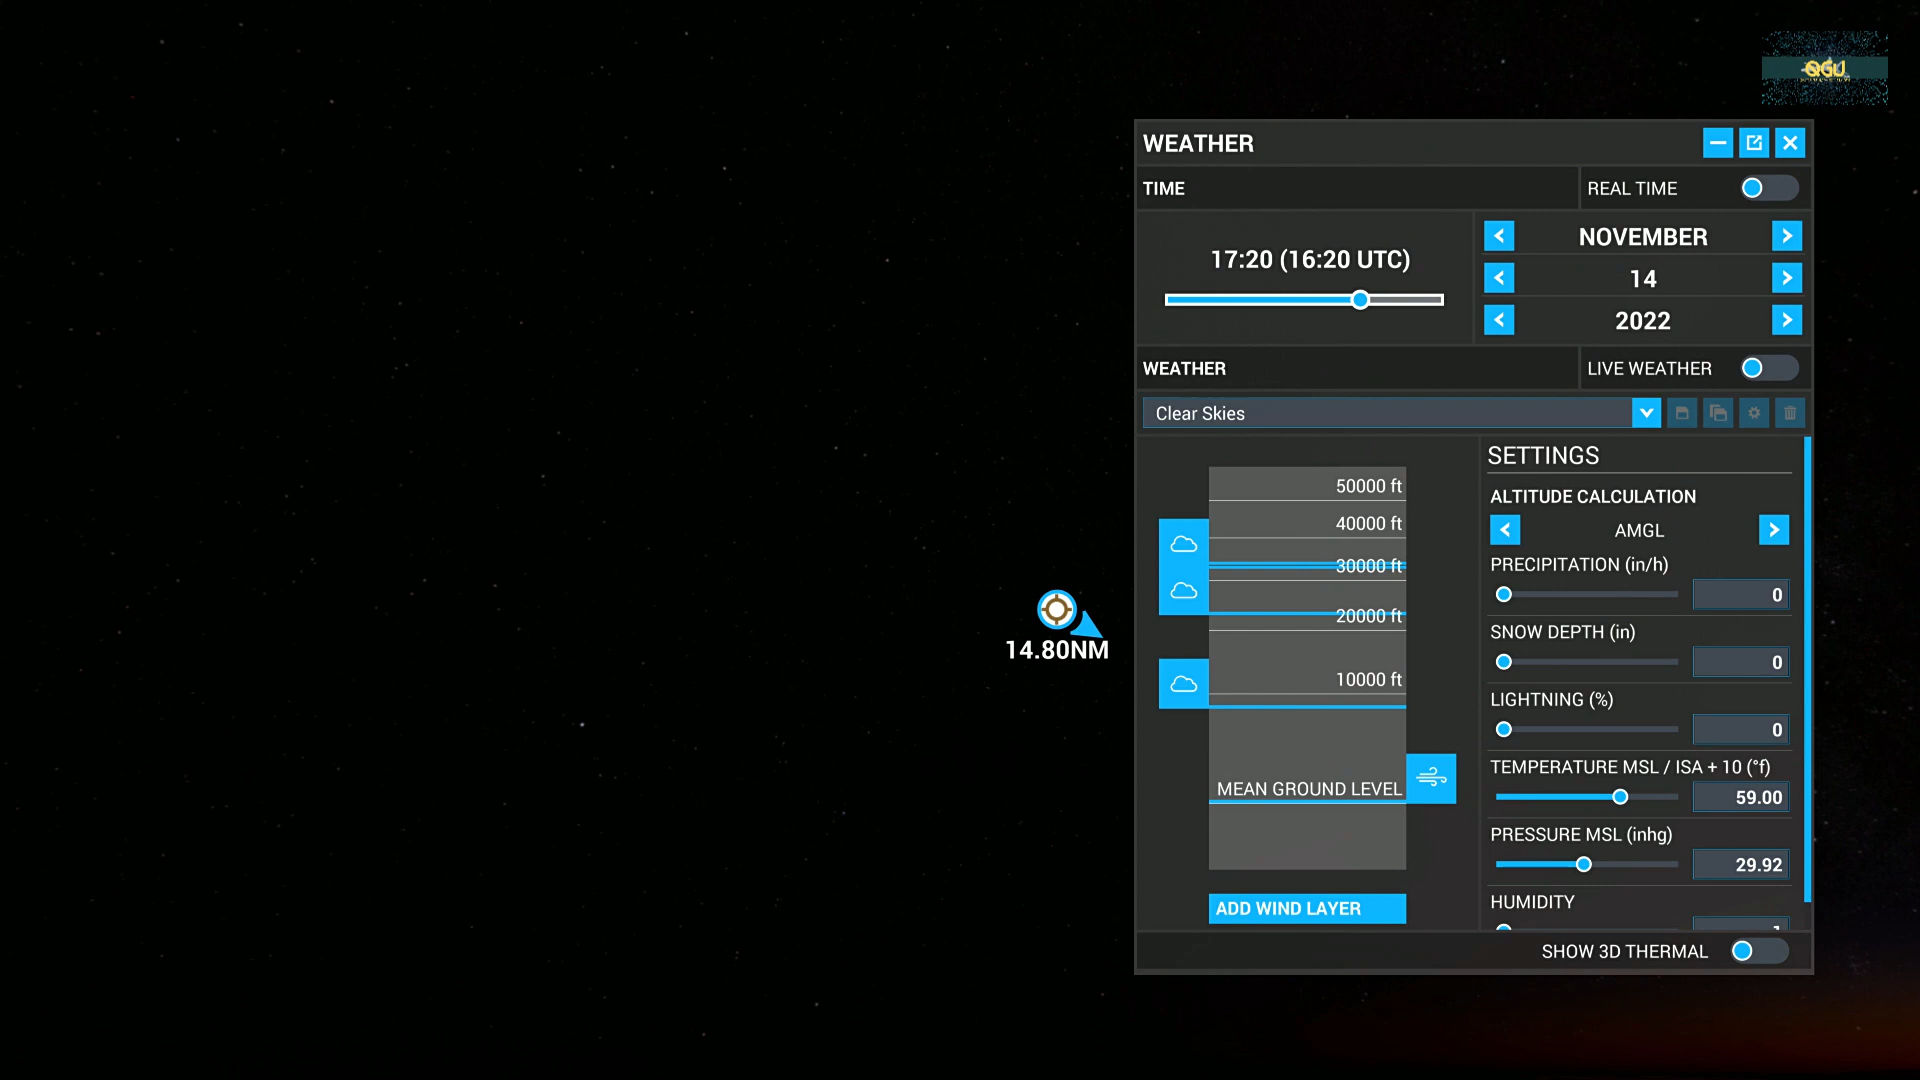 QGU
WEATHER
TIME
REAL TIME
17:20 (16:20 UTC)
NOVEMBER
14
2022
WEATHER
LIVE WEATHER
Clear Skies
SETTINGS
50000 ft
40000 ft
30000 ft
20000 ft
10000 ft
MEAN GROUND LEVEL
ADD WIND LAYER
ALTITUDE CALCULATION
AMGL
PRECIPITATION (in/h)
0
SNOW DEPTH (in)
0
LIGHTNING (%)
0
TEMPERATURE MSL / ISA + 10 (°f)
59.00
PRESSURE MSL (inhg)
29.92
HUMIDITY
SHOW 3D THERMAL
14.80NM